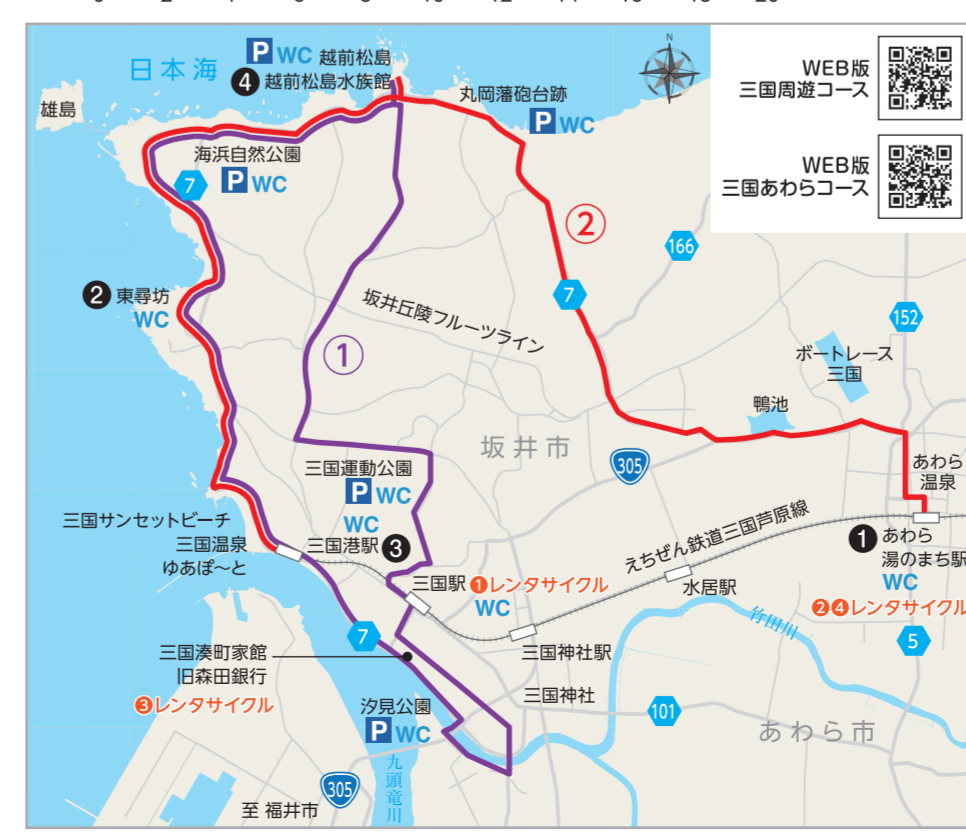 日本海
P WC 越前松島
④ 越前松島水族館
雄島
丸岡藩砲台跡
P WC
N
WEB版
三国周遊コース
WEB版
三国あわらコース
海浜自然公園
P WC
7
②
166
7
② 東尋坊
WC
坂井丘陵フルーツライン
①
152
ボートレース
三国
鴨池
坂井市
305
あわら
温泉
三国運動公園
P WC
WC
三国港駅 ③
三国サンセットビーチ
三国温泉
ゆあぽ〜と
えちぜん鉄道三国芦原線
① あわら
湯のまち駅
WC
②④レンタサイクル
三国駅 ①レンタサイクル
WC
水居駅
竹田川
7
5
三国湊町家館
旧森田銀行
③レンタサイクル
三国神社駅
三国神社
汐見公園
P WC
101
あわら市
九頭竜川
305
至 福井市